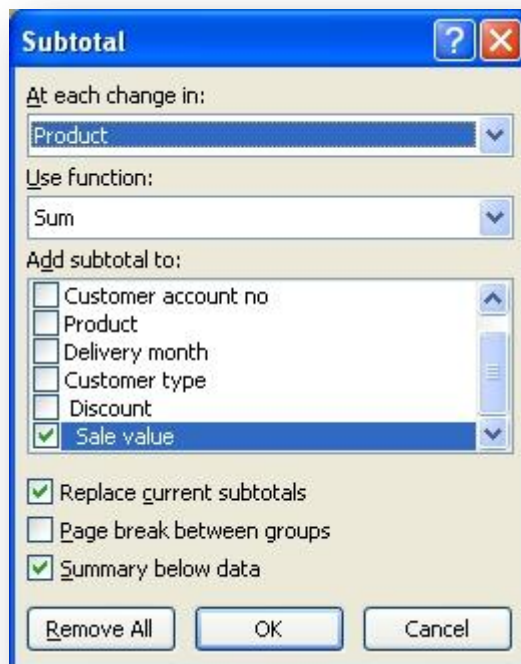 Subtotal
?
At each change in:
Product
Use function:
Sum
Add subtotal to:
Customer account no
Product
Delivery month
Customer type
Discount
Sale value
Replace current subtotals
Page break between groups
Summary below data
Remove All OK Cancel